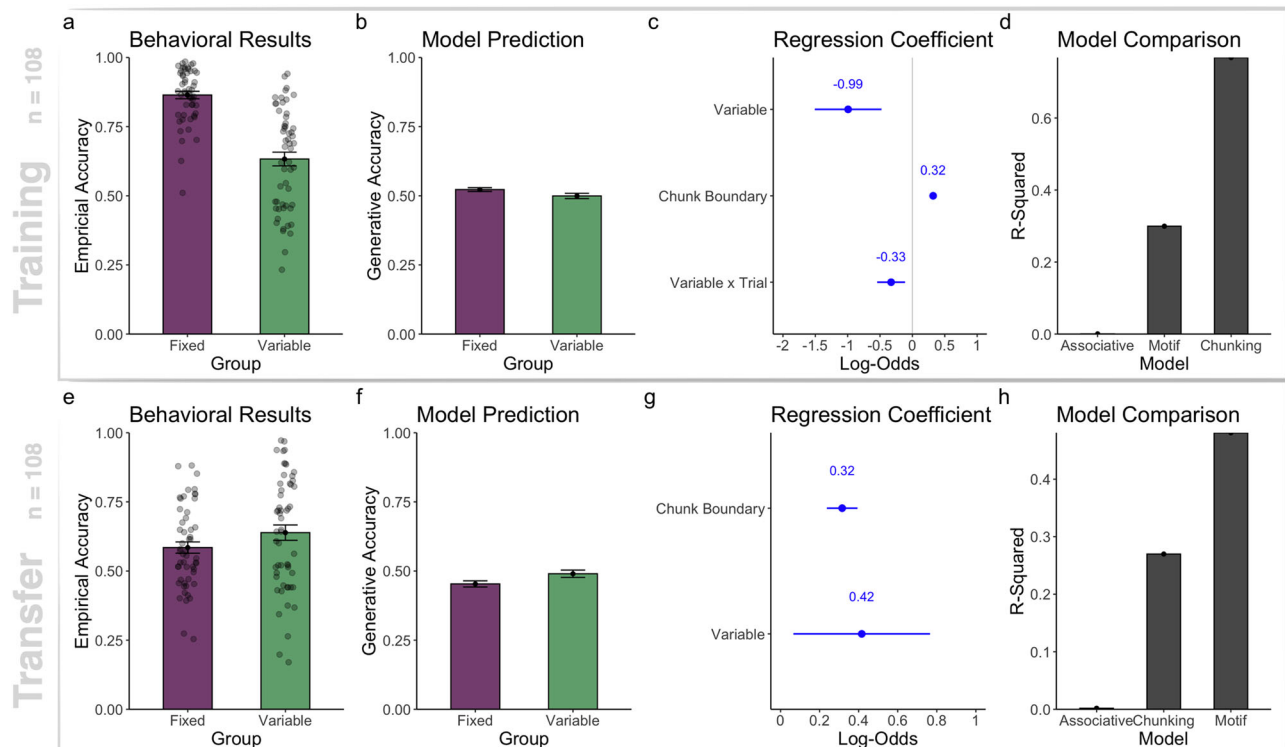 Training n = 108
a
Behavioral Results
Empricial Accuracy
1.00
0.75
0.50
0.25
0.00
Fixed Variable
Group
b
Model Prediction
Generative Accuracy
1.00
0.75
0.50
0.25
0.00
Fixed Variable
Group
c
Regression Coefficient
Variable
Chunk Boundary
Variable x Trial
-0.99
0.32
-0.33
-2 -1.5 -1 -0.5 0 0.5 1
Log-Odds
d
Model Comparison
R-Squared
0.6
0.4
0.2
0.0
Associative Motif Chunking
Model
Transfer n = 108
e
Behavioral Results
Empirical Accuracy
1.00
0.75
0.50
0.25
0.00
Fixed Variable
Group
f
Model Prediction
Generative Accuracy
1.00
0.75
0.50
0.25
0.00
Fixed Variable
Group
g
Regression Coefficient
Chunk Boundary
Variable
0.32
0.42
0 0.2 0.4 0.6 0.8 1
Log-Odds
h
Model Comparison
R-Squared
0.4
0.3
0.2
0.1
0.0
Associative Chunking Motif
Model